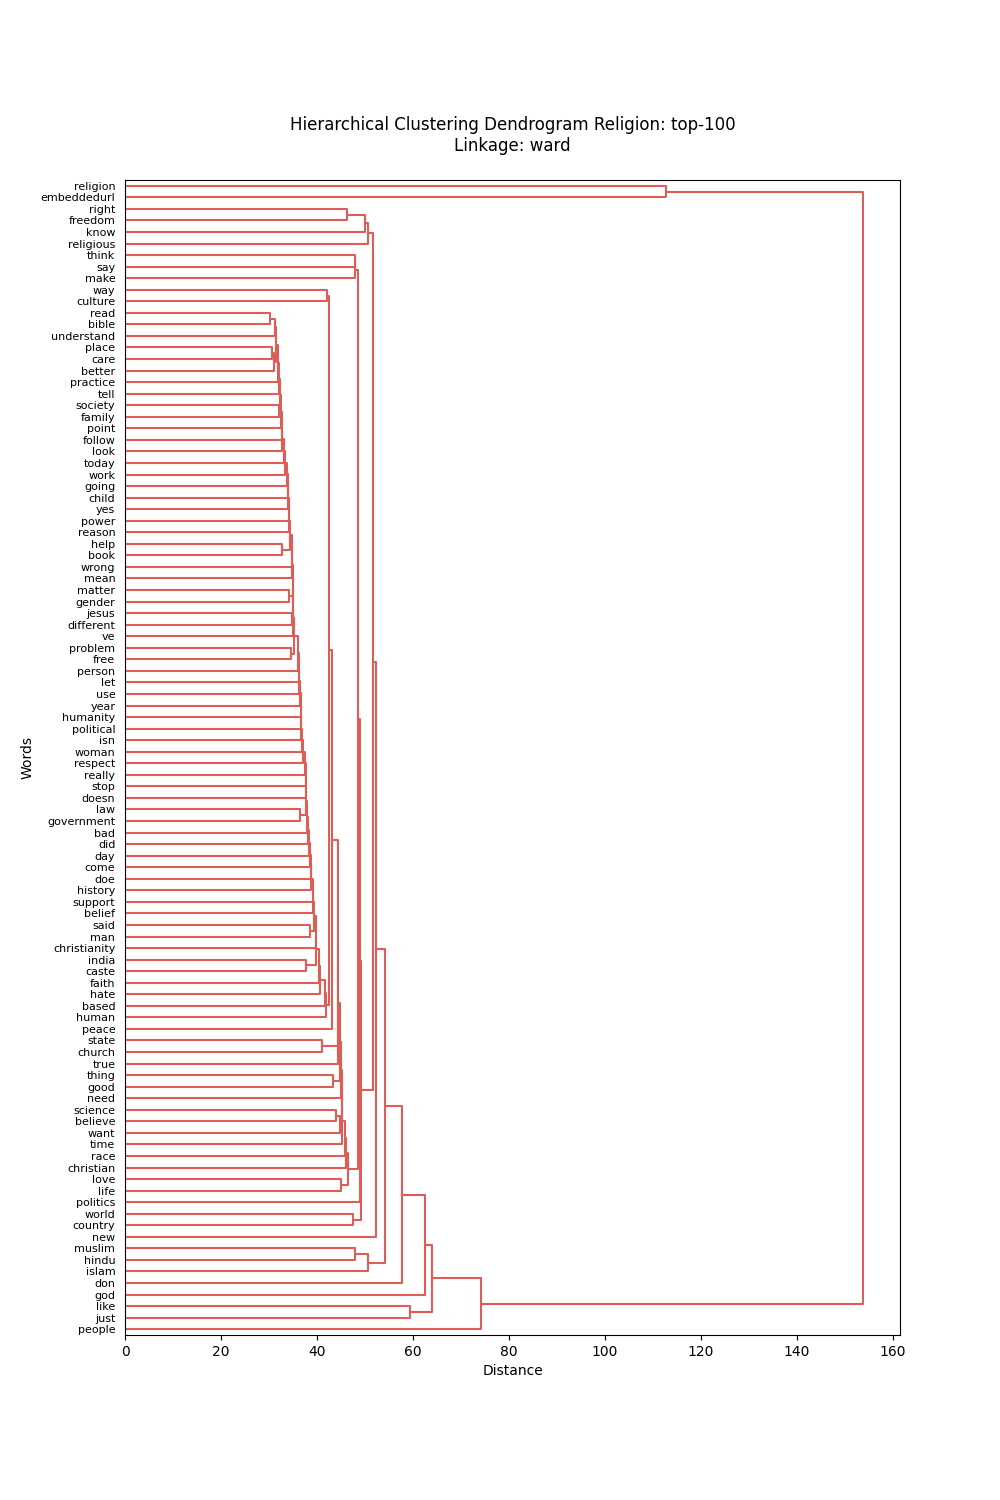 Hierarchical Clustering Dendrogram Religion: top-100
Linkage: ward
religion
embeddedurl
right
freedom
know
religious
think
say
make
way
culture
read
bible
understand
place
care
better
practice
tell
society
family
point
follow
look
today
work
going
child
yes
power
reason
help
book
wrong
mean
matter
gender
jesus
different
ve
problem
free
person
let
use
year
humanity
political
isn
woman
respect
really
stop
doesn
law
government
bad
did
day
come
doe
history
support
belief
said
man
christianity
india
caste
faith
hate
based
human
peace
state
church
true
thing
good
need
science
believe
want
time
race
christian
love
life
politics
world
country
new
muslim
hindu
islam
don
god
like
just
people
Words
0 20 40 60 80 100 120 140 160
Distance